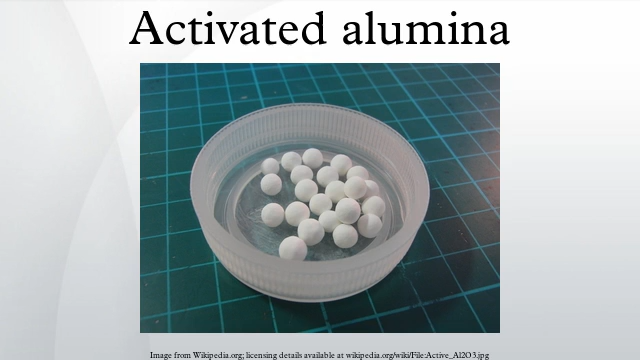 Activated alumina
Image from Wikipedia.org; licensing details available at wikipedia.org/wiki/File:Active_Al2O3.jpg